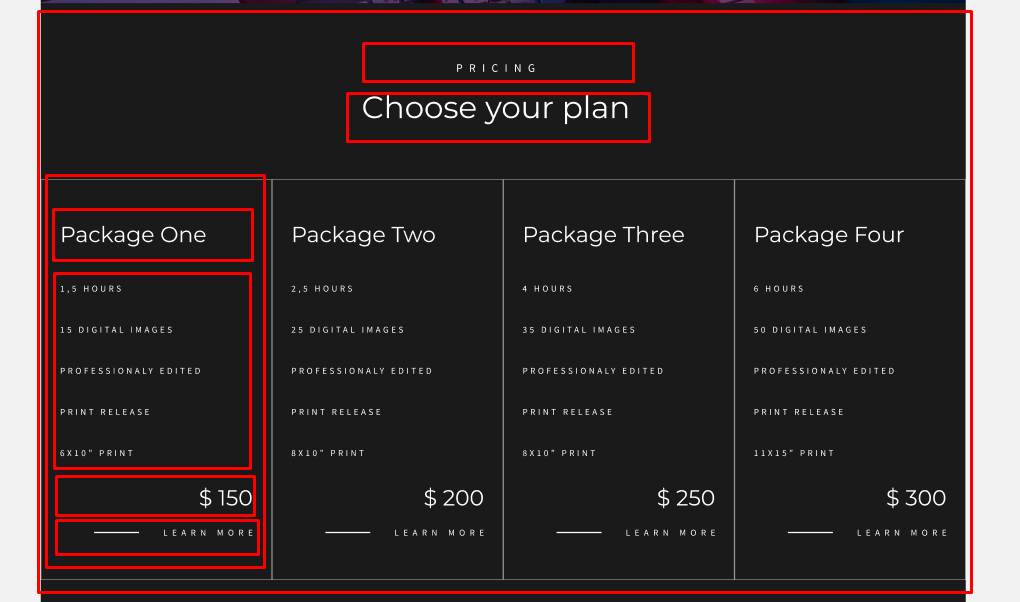 PRICING
Choose your plan
Package One
1,5 HOURS
15 DIGITAL IMAGES
PROFESSIONALY EDITED
PRINT RELEASE
6X10" PRINT
$ 150
LEARN MORE
Package Two
2,5 HOURS
25 DIGITAL IMAGES
PROFESSIONALY EDITED
PRINT RELEASE
8X10" PRINT
$ 200
LEARN MORE
Package Three
4 HOURS
35 DIGITAL IMAGES
PROFESSIONALY EDITED
PRINT RELEASE
8X10" PRINT
$ 250
LEARN MORE
Package Four
6 HOURS
50 DIGITAL IMAGES
PROFESSIONALY EDITED
PRINT RELEASE
11X15" PRINT
$ 300
LEARN MORE